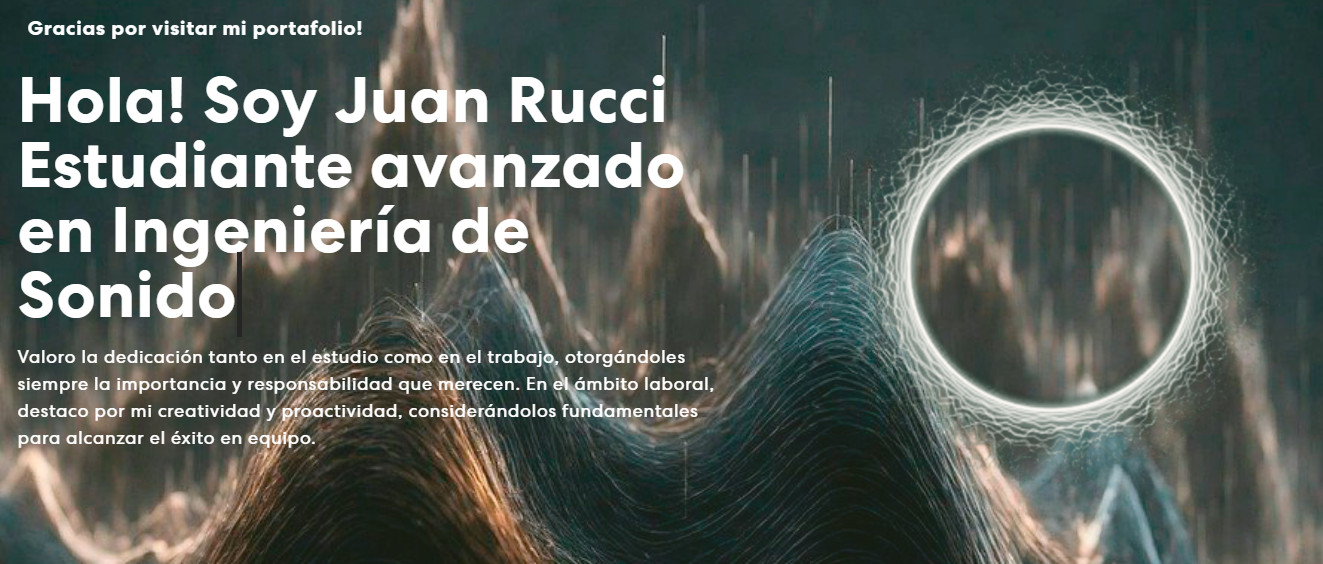 Gracias por visitar mi portafolio!
Hola! Soy Juan Rucci
Estudiante avanzado
en Ingeniería de
Sonido
Valoro la dedicación tanto en el estudio como en el trabajo, otorgándoles
siempre la importancia y responsabilidad que merecen. En el ámbito laboral,
destaco por mi creatividad y proactividad, considerándolos fundamentales
para alcanzar el éxito en equipo.